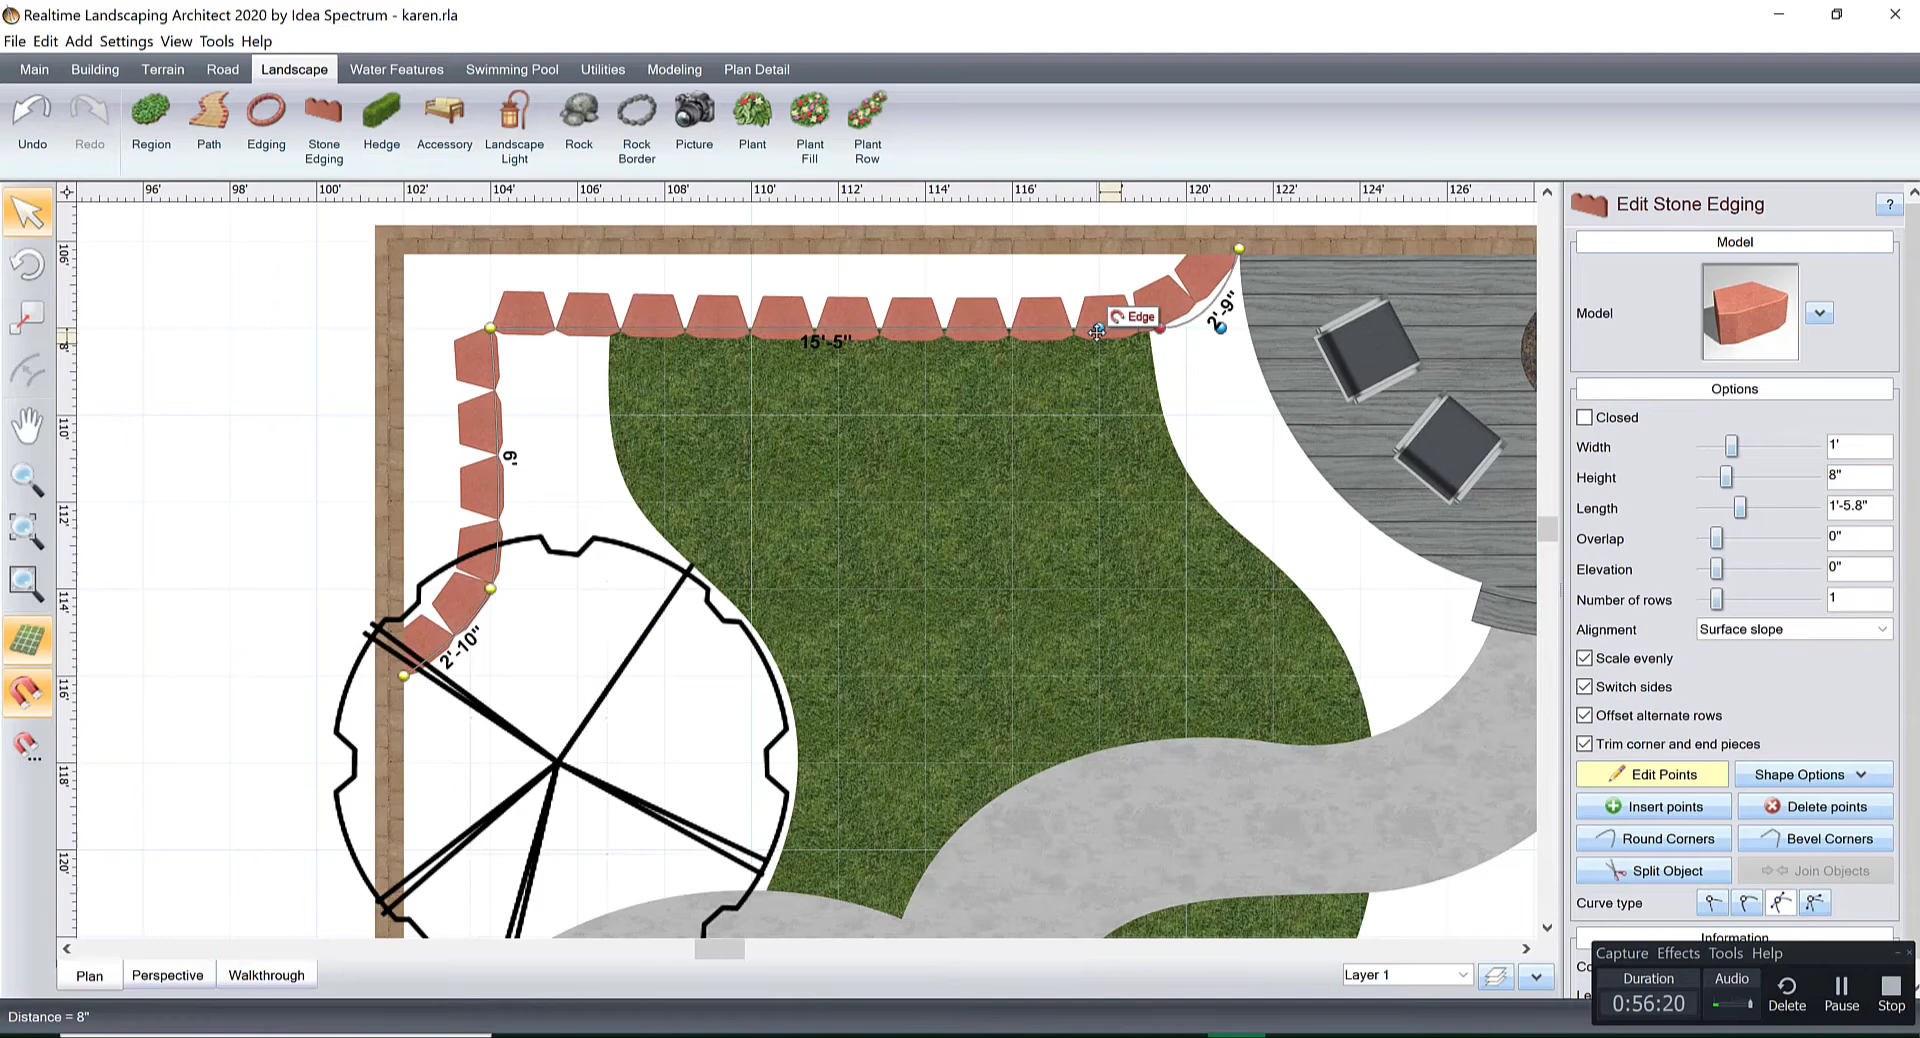 Realtime Landscaping Architect 2020 by Idea Spectrum - karen.rla
File Edit Add Settings View Tools Help
Main Building Terrain Road Landscape Water Features Swimming Pool Utilities Modeling Plan Detail
Undo Redo Region Path Edging Stone Edging Hedge Accessory Landscape Light Rock Rock Border Picture Plant Plant Fill Plant Row
96' 98' 100' 102' 104' 106' 108' 110' 112' 114' 116' 120' 122' 124' 126'
106'
8'
110'
112'
114'
116'
118'
120'
Edge
2'-9"
15'-5"
6'
2'-10"
Edit Stone Edging
?
Model
Model
Options
Closed
Width 1'
Height 8"
Length 1'-5.8"
Overlap 0"
Elevation 0"
Number of rows 1
Alignment Surface slope
Scale evenly
Switch sides
Offset alternate rows
Trim corner and end pieces
Edit Points Shape Options
Insert points Delete points
Round Corners Bevel Corners
Split Object Join Objects
Curve type
Information
Capture Effects Tools Help
Duration Audio
0:56:20 Delete Pause Stop
Plan Perspective Walkthrough
Layer 1
Distance = 8"